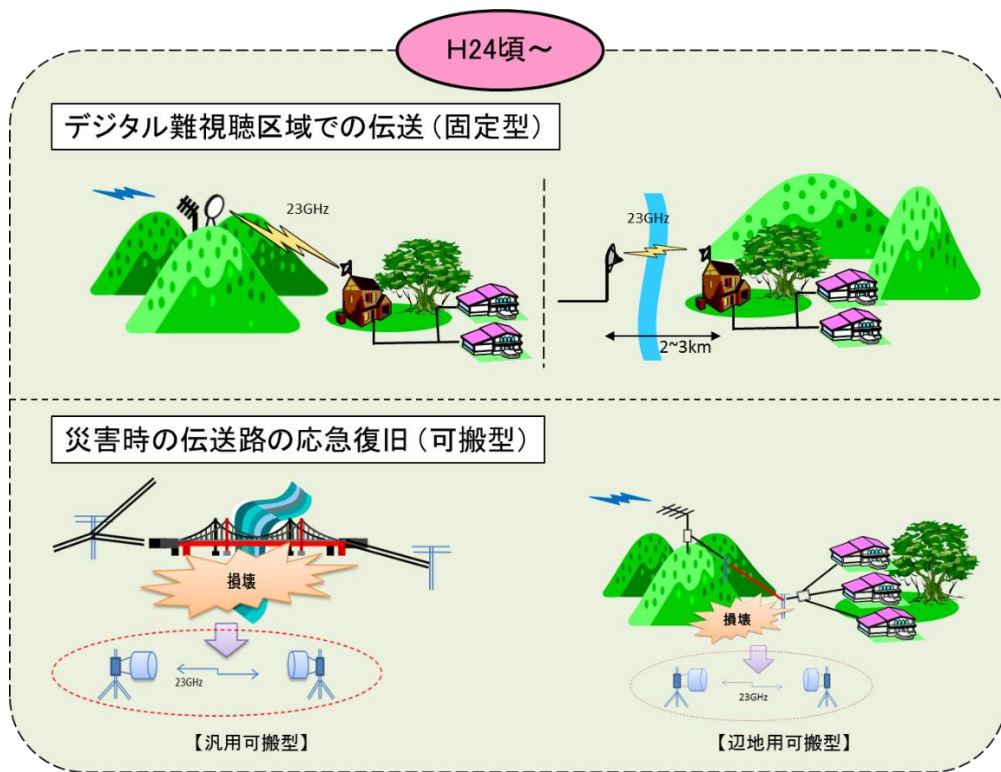 H24頃～
デジタル難視聴区域での伝送（固定型）
23GHz
23GHz
2~3km
災害時の伝送路の応急復旧（可搬型）
損壊
23GHz
【汎用可搬型】
損壊
23GHz
【辺地用可搬型】